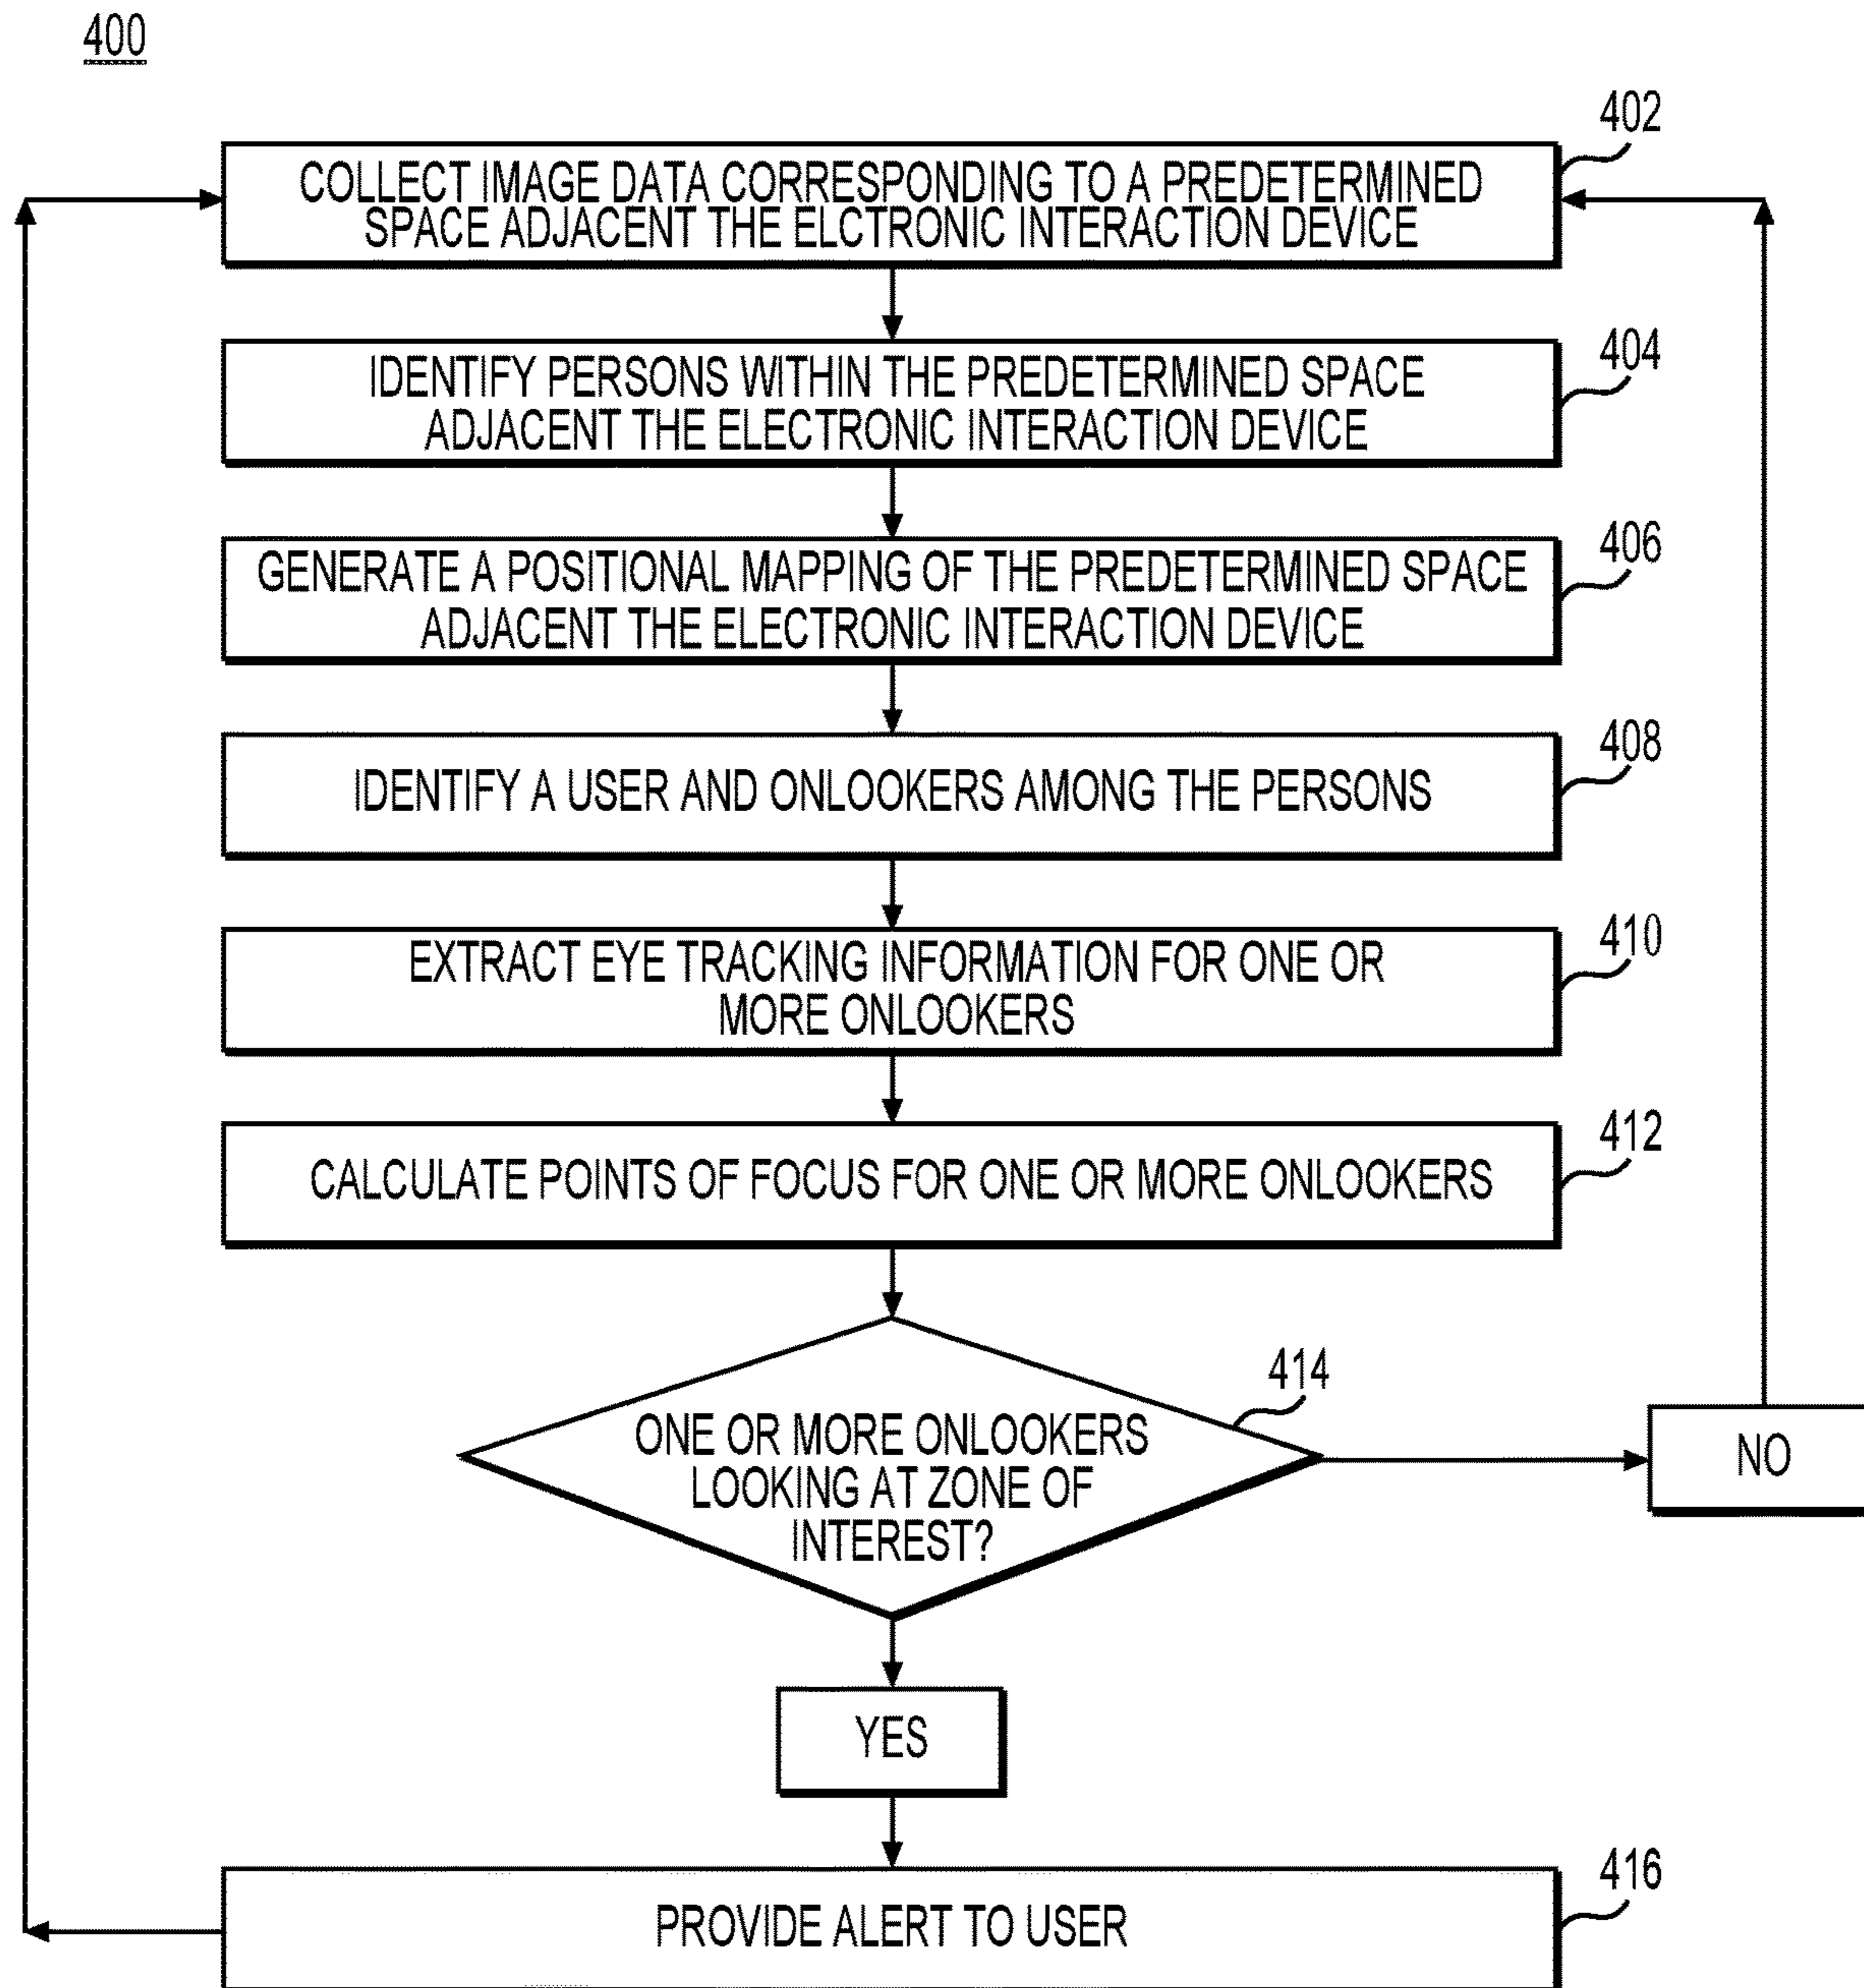 400
402
COLLECT IMAGE DATA CORRESPONDING TO A PREDETERMINED
SPACE ADJACENT THE ELCTRONIC INTERACTION DEVICE
404
IDENTIFY PERSONS WITHIN THE PREDETERMINED SPACE
ADJACENT THE ELECTRONIC INTERACTION DEVICE
406
GENERATE A POSITIONAL MAPPING OF THE PREDETERMINED SPACE
ADJACENT THE ELECTRONIC INTERACTION DEVICE
408
IDENTIFY A USER AND ONLOOKERS AMONG THE PERSONS
410
EXTRACT EYE TRACKING INFORMATION FOR ONE OR
MORE ONLOOKERS
412
CALCULATE POINTS OF FOCUS FOR ONE OR MORE ONLOOKERS
414
ONE OR MORE ONLOOKERS
LOOKING AT ZONE OF
INTEREST?
NO
YES
416
PROVIDE ALERT TO USER